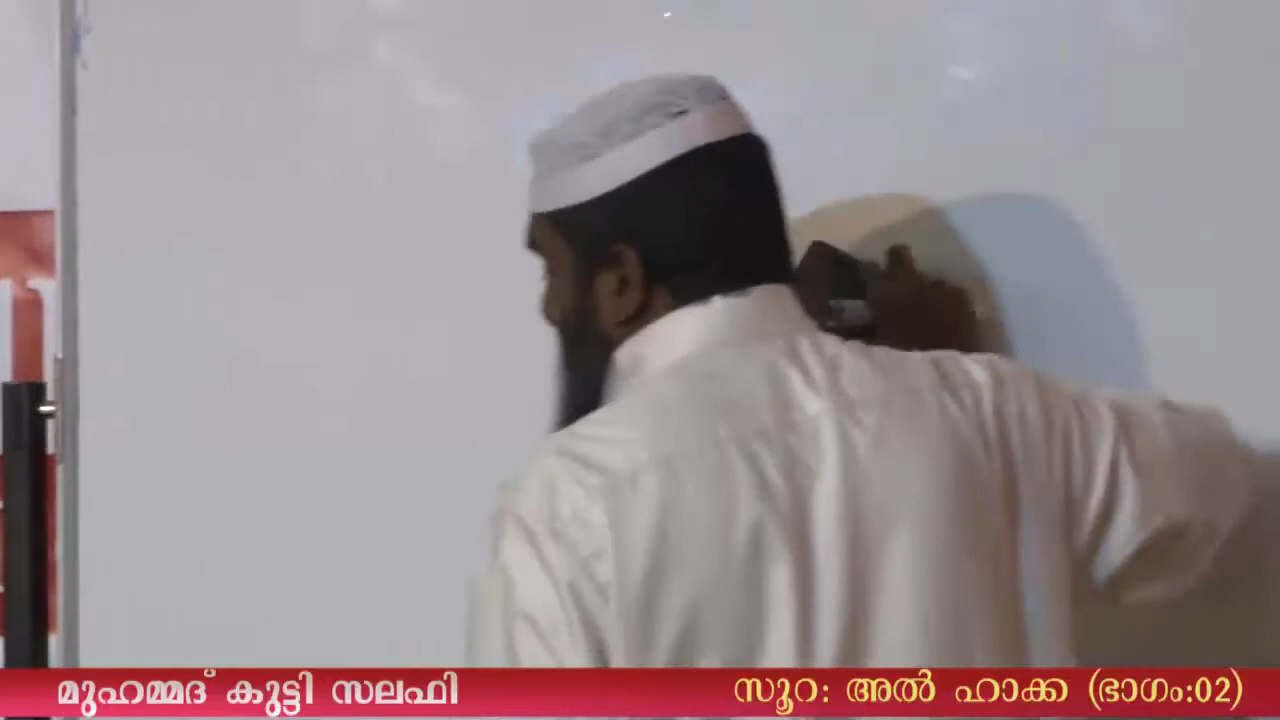 മുഹമ്മദ് കുട്ടി സലഫി
സൂറ: അൽ ഹാക്ക (ഭാഗം:02)